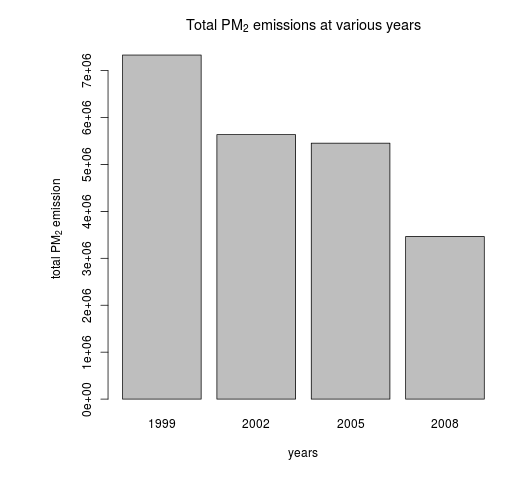 Total PM₂ emissions at various years
total PM₂ emission
7e+06
6e+06
5e+06
4e+06
3e+06
2e+06
1e+06
0e+00
1999 2002 2005 2008
years